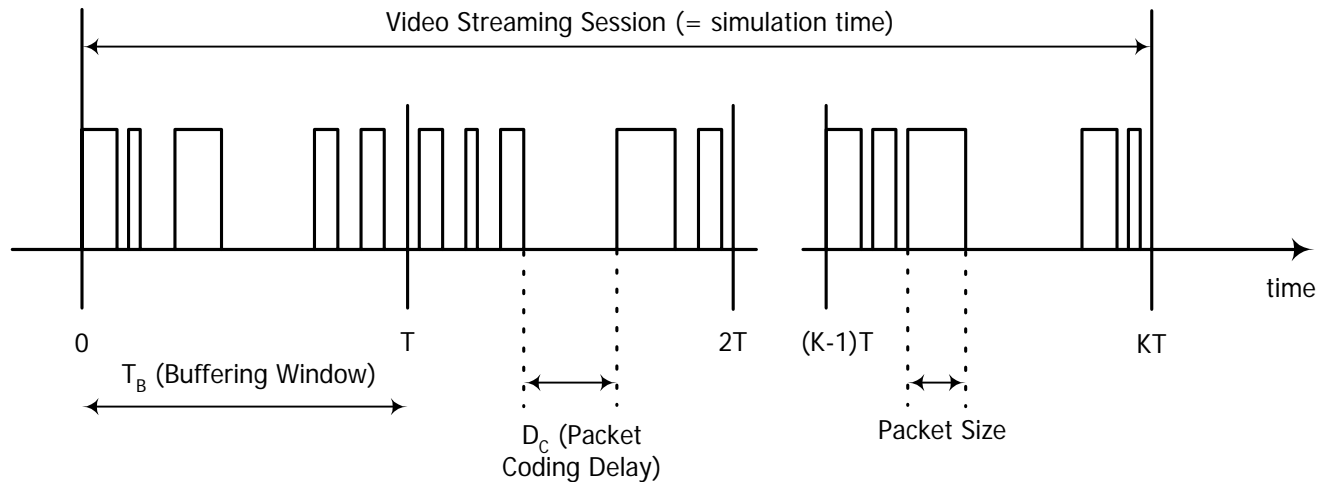 Video Streaming Session (= simulation time)
time
0
T
2T
(K-1)T
KT
T_B (Buffering Window)
D_C (Packet
Coding Delay)
Packet Size